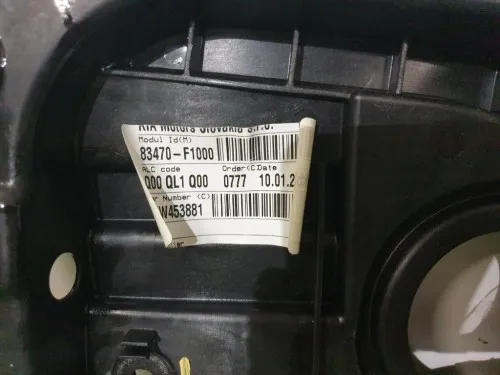 KIA Motors Slovakia s.r.o.
Modul Id(M)
83470-F1000
ALC code Order(C) Date
Q00 QL1 Q00 0777 10.01.2
Number (C)
W453881